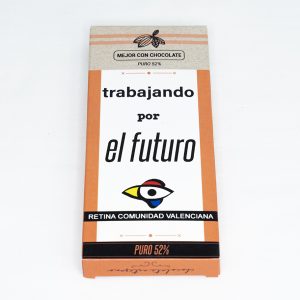 MEJOR CON CHOCOLATE
PURO 52%
trabajando
por
el futuro
RETINA COMUNIDAD VALENCIANA
PURO 52%